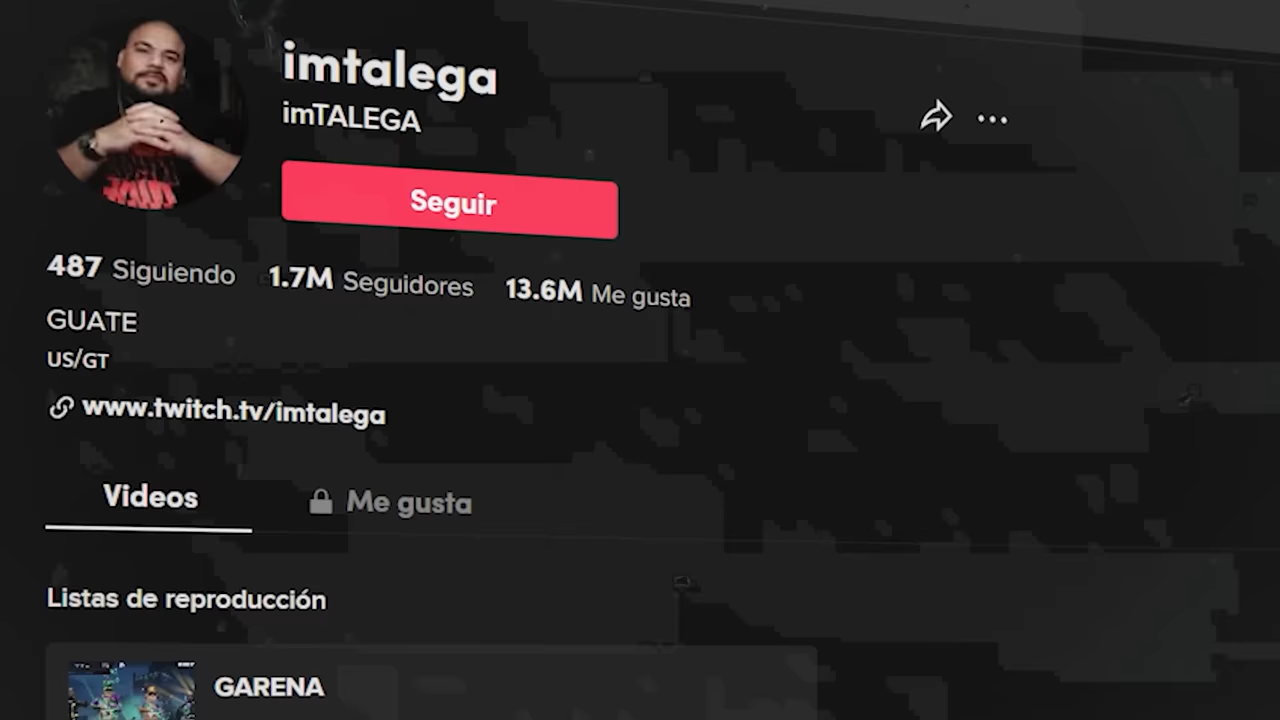 imtalega
imTALEGA
Seguir
487 Siguiendo 1.7M Seguidores 13.6M Me gusta
GUATE
US/GT
www.twitch.tv/imtalega
Videos Me gusta
Listas de reproducción
GARENA